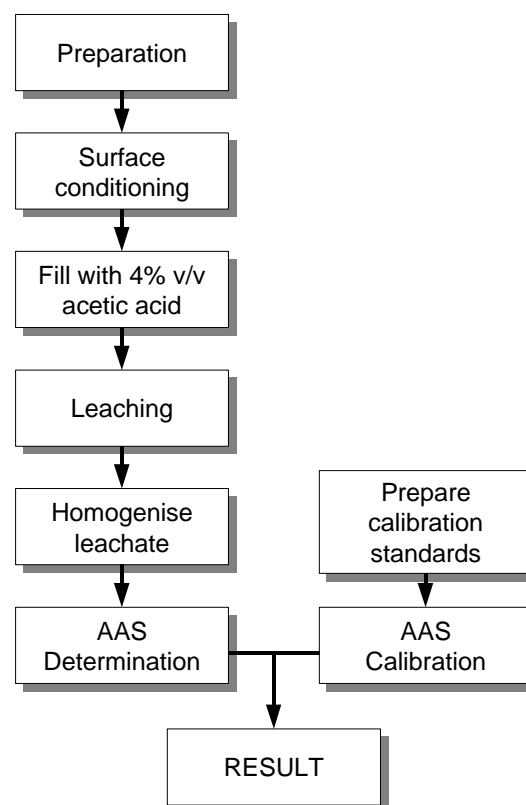 Preparation
Surface
conditioning
Fill with 4% v/v
acetic acid
Leaching
Homogenise
leachate
Prepare
calibration
standards
AAS
Determination
AAS
Calibration
RESULT